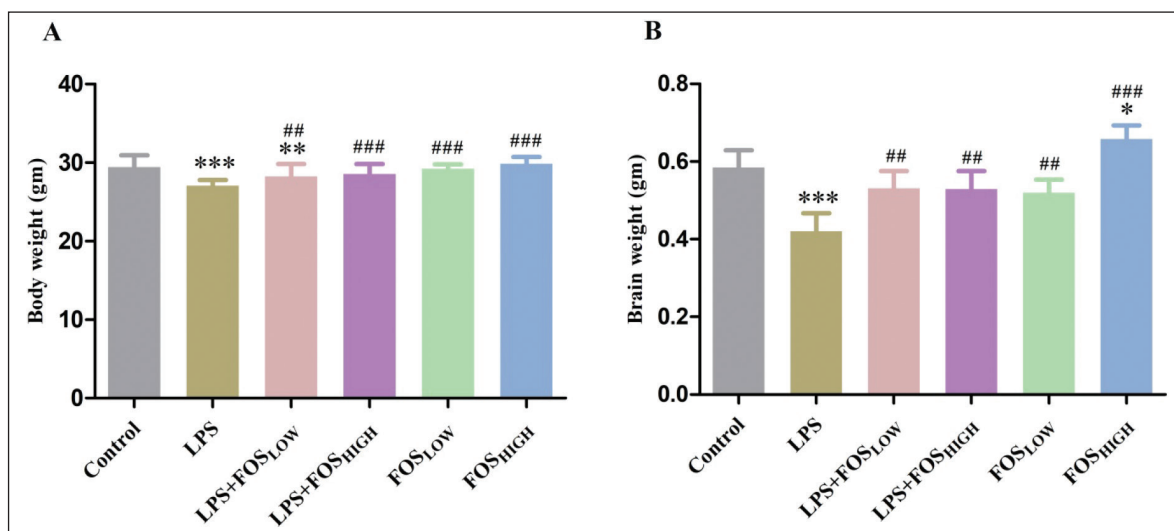 A
Body weight (gm)
40
30
20
10
0
***
##
**
###
###
###
Control
LPS
LPS+FOSLOW
LPS+FOSHIGH
FOSLOW
FOSHIGH
B
Brain weight (gm)
0.8
0.6
0.4
0.2
0.0
***
##
##
##
###
*
Control
LPS
LPS+FOSLOW
LPS+FOSHIGH
FOSLOW
FOSHIGH